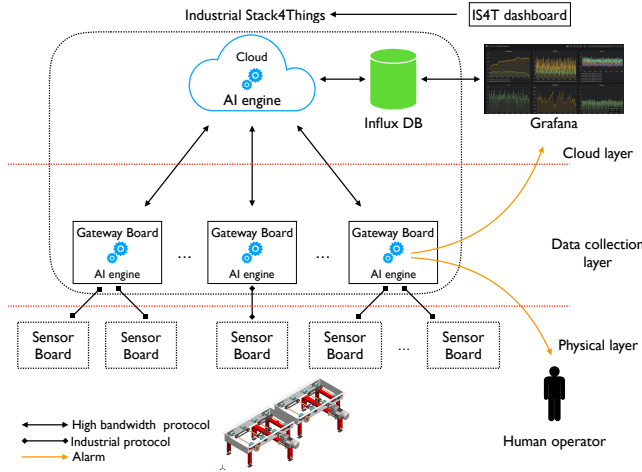 Industrial Stack4Things
IS4T dashboard
Cloud
AI engine
Influx DB
Grafana
Cloud layer
Gateway Board
AI engine
...
Gateway Board
AI engine
...
Gateway Board
AI engine
Data collection
layer
Sensor
Board
Sensor
Board
Sensor
Board
Sensor
Board
...
Sensor
Board
Physical layer
High bandwidth protocol
Industrial protocol
Alarm
Human operator